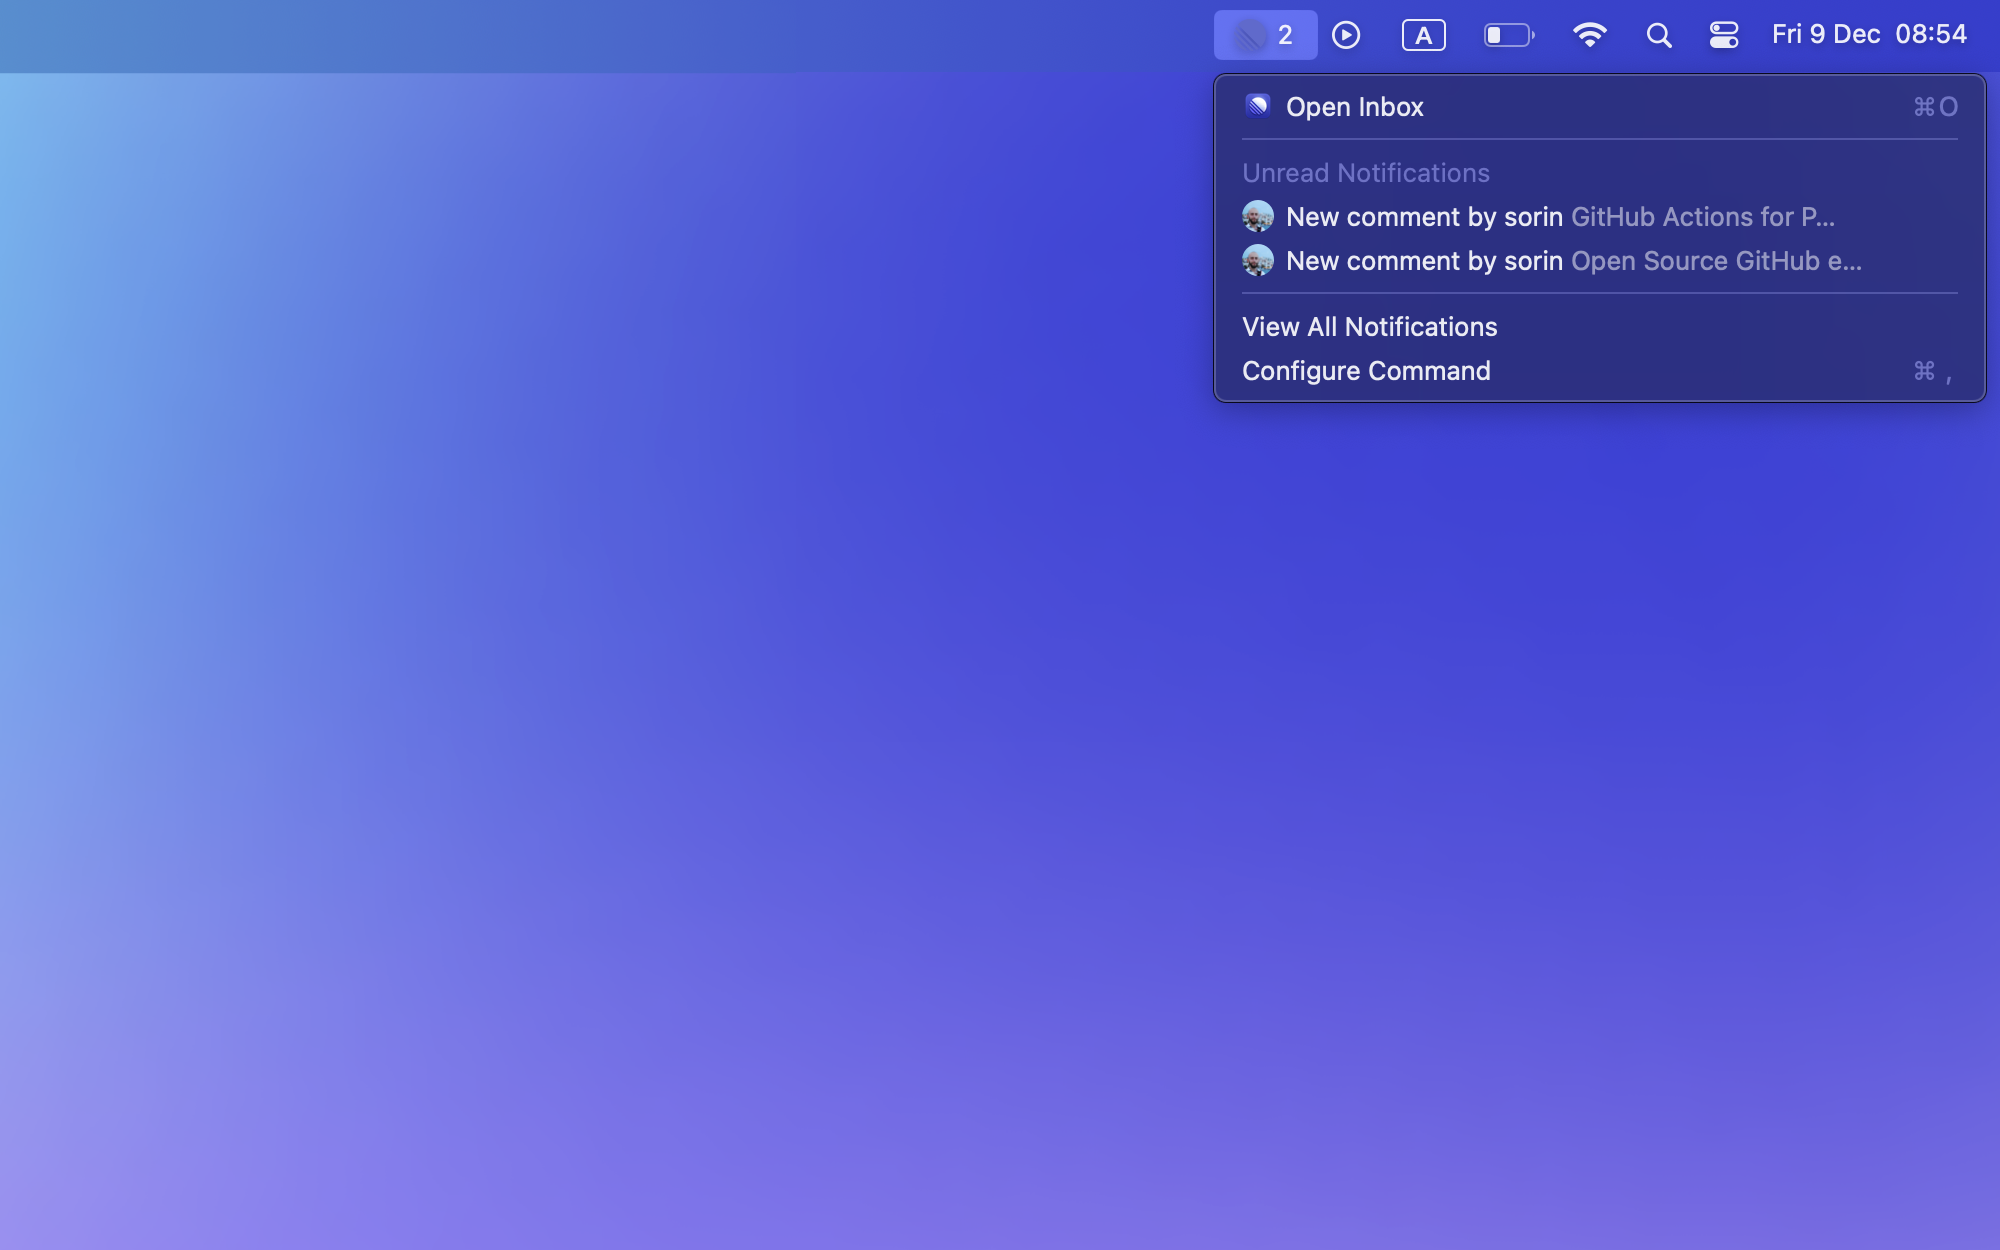 2 A Fri 9 Dec 08:54
Open Inbox ⌘O
Unread Notifications
New comment by sorin GitHub Actions for P...
New comment by sorin Open Source GitHub e...
View All Notifications
Configure Command ⌘ ,